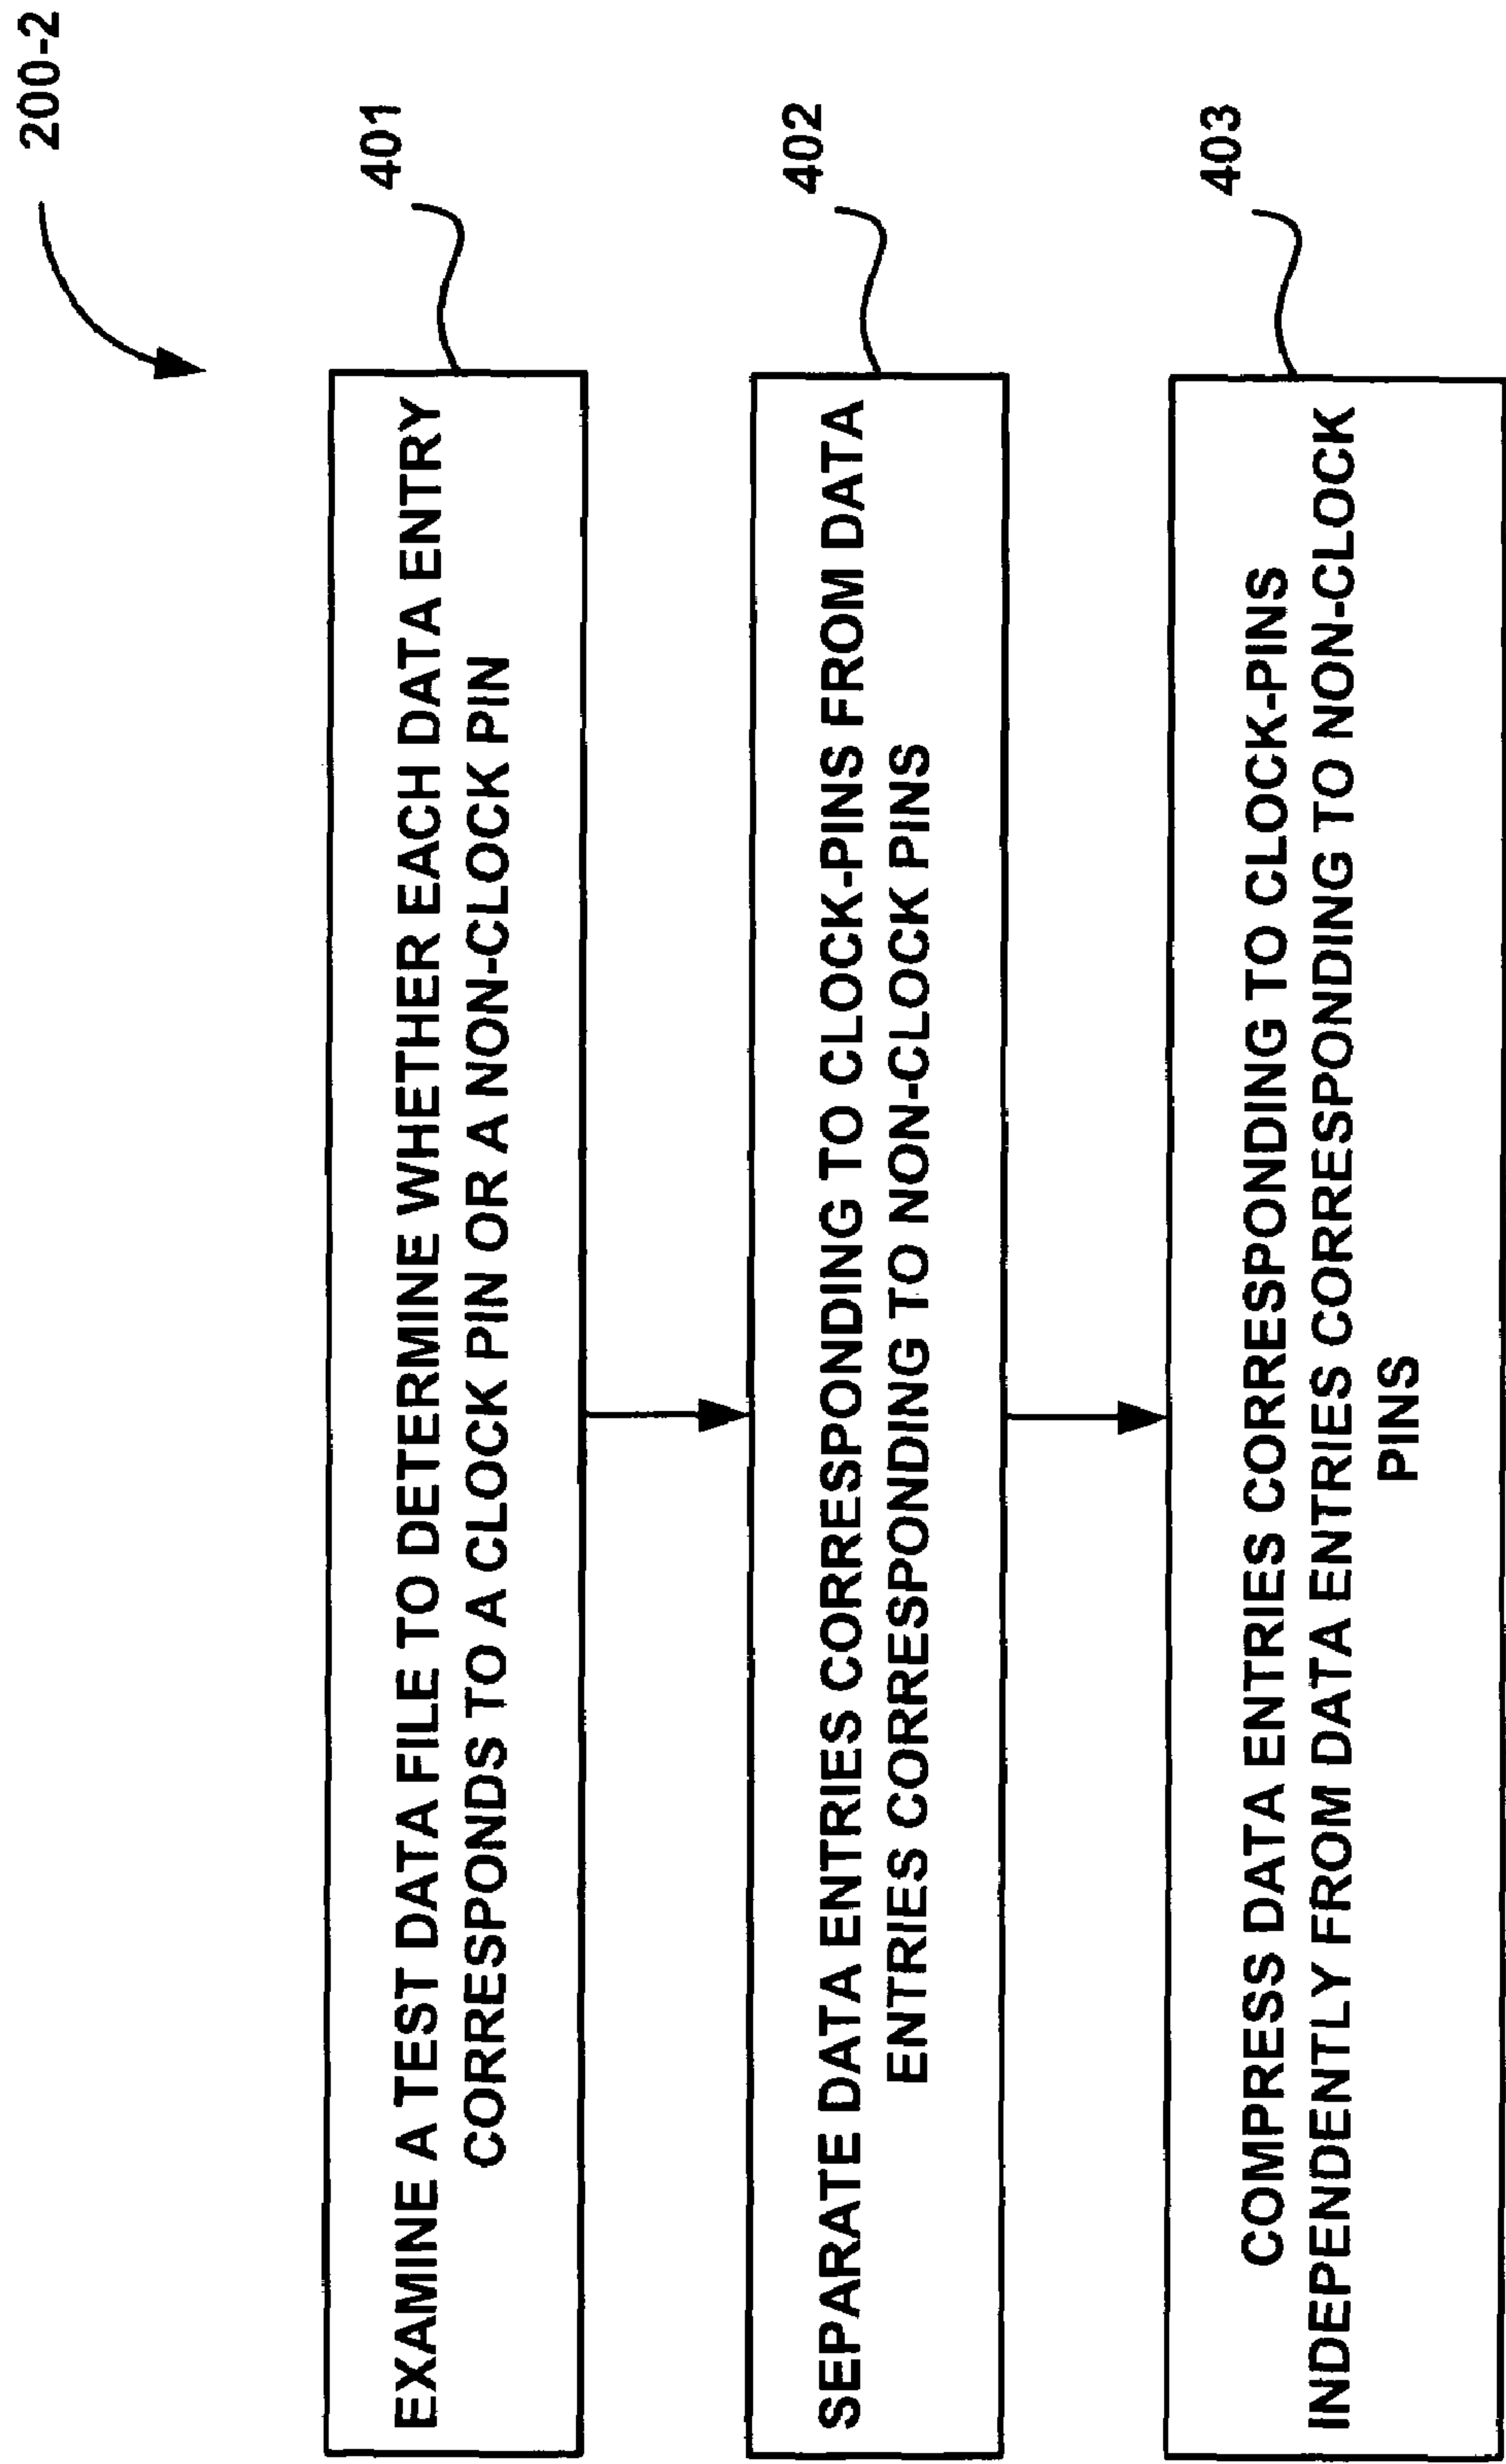 200-2
401
EXAMINE A TEST DATA FILE TO DETERMINE WHETHER EACH DATA ENTRY
CORRESPONDS TO A CLOCK PIN OR A NON-CLOCK PIN
402
SEPARATE DATA ENTRIES CORRESPONDING TO CLOCK-PINS FROM DATA
ENTRIES CORRESPONDING TO NON-CLOCK PINS
403
COMPRESS DATA ENTRIES CORRESPONDING TO CLOCK-PINS
INDEPENDENTLY FROM DATA ENTRIES CORRESPONDING TO NON-CLOCK
PINS